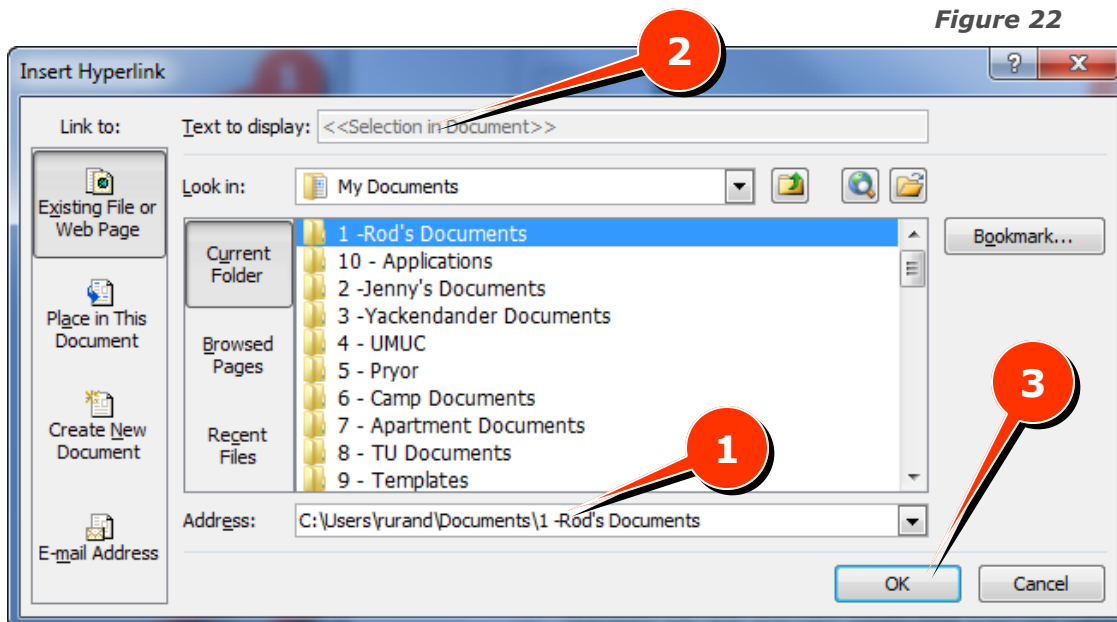 Figure 22
2
Insert Hyperlink
?
X
Link to:
Text to display: <<Selection in Document>>
Existing File or
Web Page
Place in This
Document
Create New
Document
E-mail Address
Look in: My Documents
Current
Folder
Browsed
Pages
Recent
Files
1 -Rod's Documents
10 - Applications
2 -Jenny's Documents
3 -Yackendander Documents
4 - UMUC
5 - Pryor
6 - Camp Documents
7 - Apartment Documents
8 - TU Documents
9 - Templates
Bookmark...
3
1
Address: C:\Users\rurand\Documents\1 -Rod's Documents
OK
Cancel